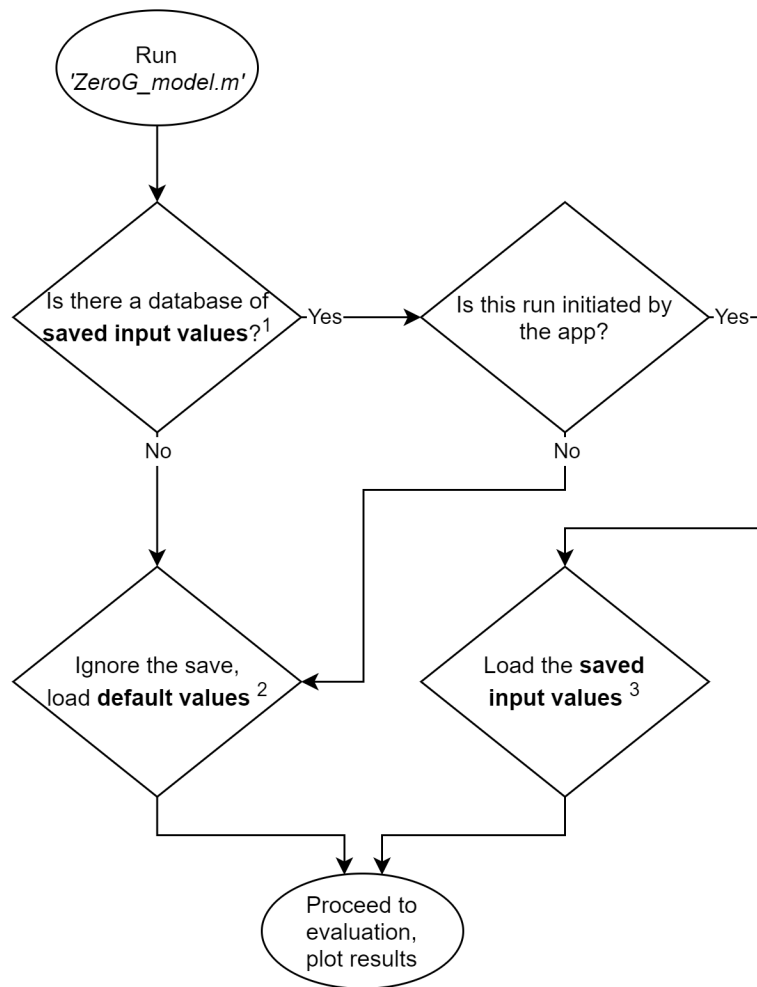 Run
'ZeroG_model.m'
Is there a database of
saved input values?1
Yes
Is this run initiated by
the app?
Yes
No
No
Ignore the save,
load default values 2
Load the saved
input values 3
Proceed to
evaluation,
plot results